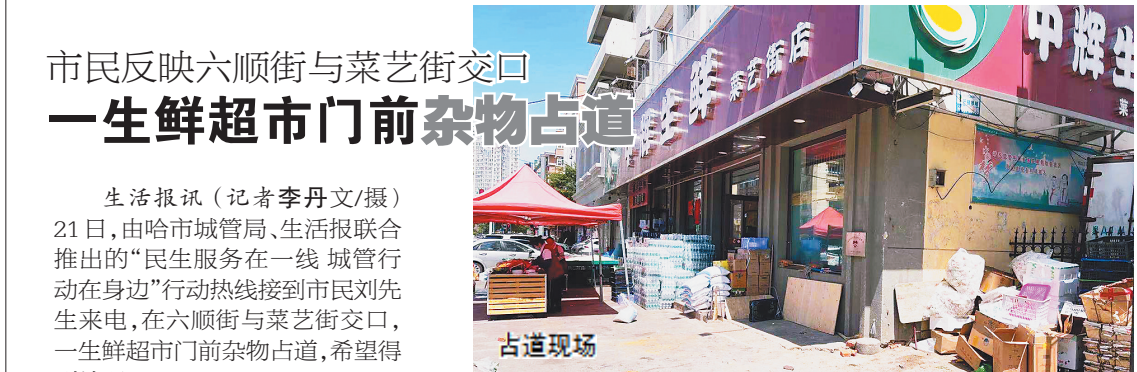 市民反映六顺街与菜艺街交口
一生鲜超市门前杂物占道
生活报讯（记者李丹文/摄）
21日，由哈市城管局、生活报联合
推出的“民生服务在一线 城管行
动在身边”行动热线接到市民刘先
生来电，在六顺街与菜艺街交口，
一生鲜超市门前杂物占道，希望得
生鲜 菜艺街店
中辉生
菜
占道现场